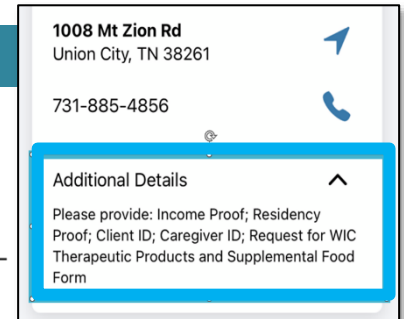 1008 Mt Zion Rd
Union City, TN 38261
731-885-4856
Additional Details
Please provide: Income Proof; Residency
Proof; Client ID; Caregiver ID; Request for WIC
Therapeutic Products and Supplemental Food
Form